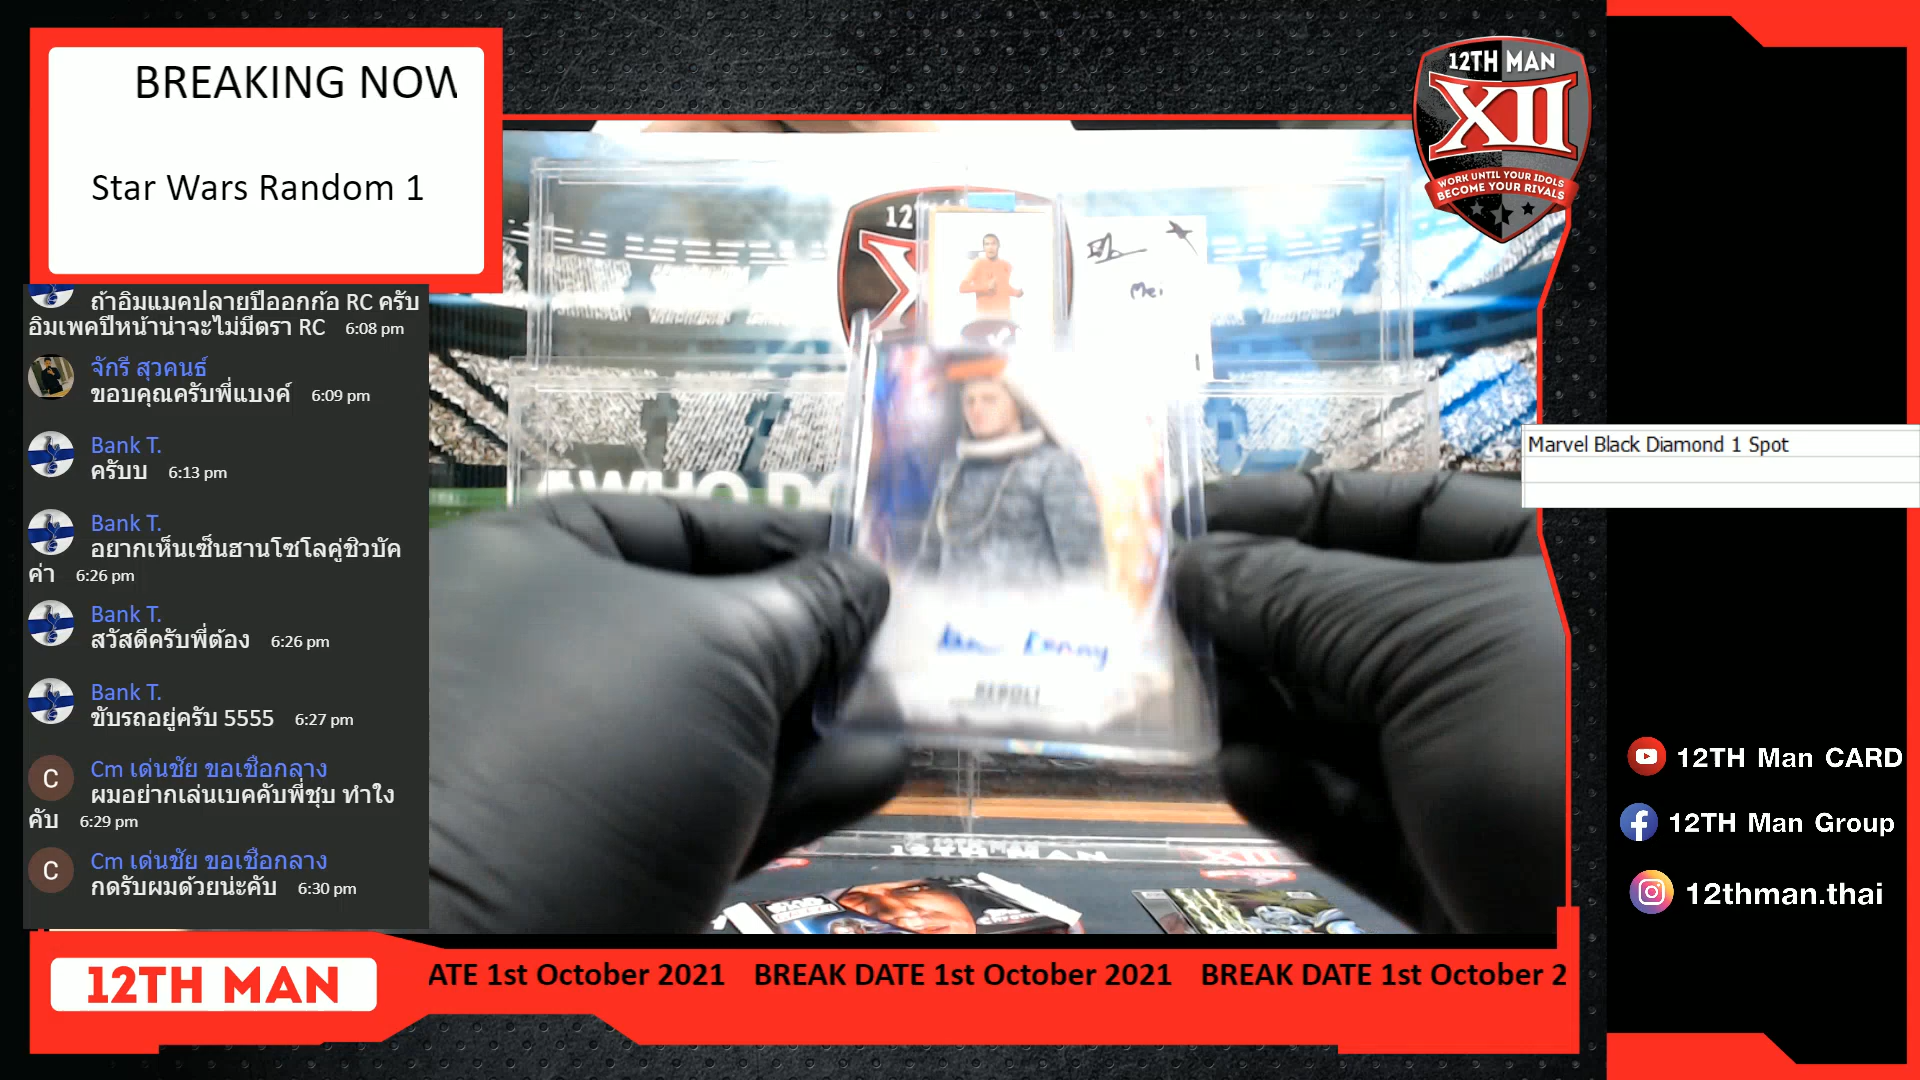 BREAKING NOW
Star Wars Random 1
ถ้าอิมแมคปลายปีออกก้อ RC ครับ
อิมเพคปีหน้าน่าจะไม่มีตรา RC 6:08 pm
จักรี สุวคนธ์
ขอบคุณครับพี่แบงค์ 6:09 pm
Bank T.
ครับบ 6:13 pm
Bank T.
อยากเห็นเซ็นฮานโซโลคู่ชิวบัค
ค่า 6:26 pm
Bank T.
สวัสดีครับพี่ต้อง 6:26 pm
Bank T.
ขับรถอยู่ครับ 5555 6:27 pm
C
Cm เด่นชัย ขอเชือกลาง
ผมอย่ากเล่นเบคคับพี่ชุบ ทำใง
คับ 6:29 pm
C
Cm เด่นชัย ขอเชือกลาง
กดรับผมด้วยน่ะคับ 6:30 pm
12TH MAN
XII
WORK UNTIL YOUR IDOLS
BECOME YOUR RIVALS
12
Mei
WHO DO
Marvel Black Diamond 1 Spot
12TH Man CARD
12TH Man Group
12thman.thai
12TH MAN
ATE 1st October 2021 BREAK DATE 1st October 2021 BREAK DATE 1st October 2